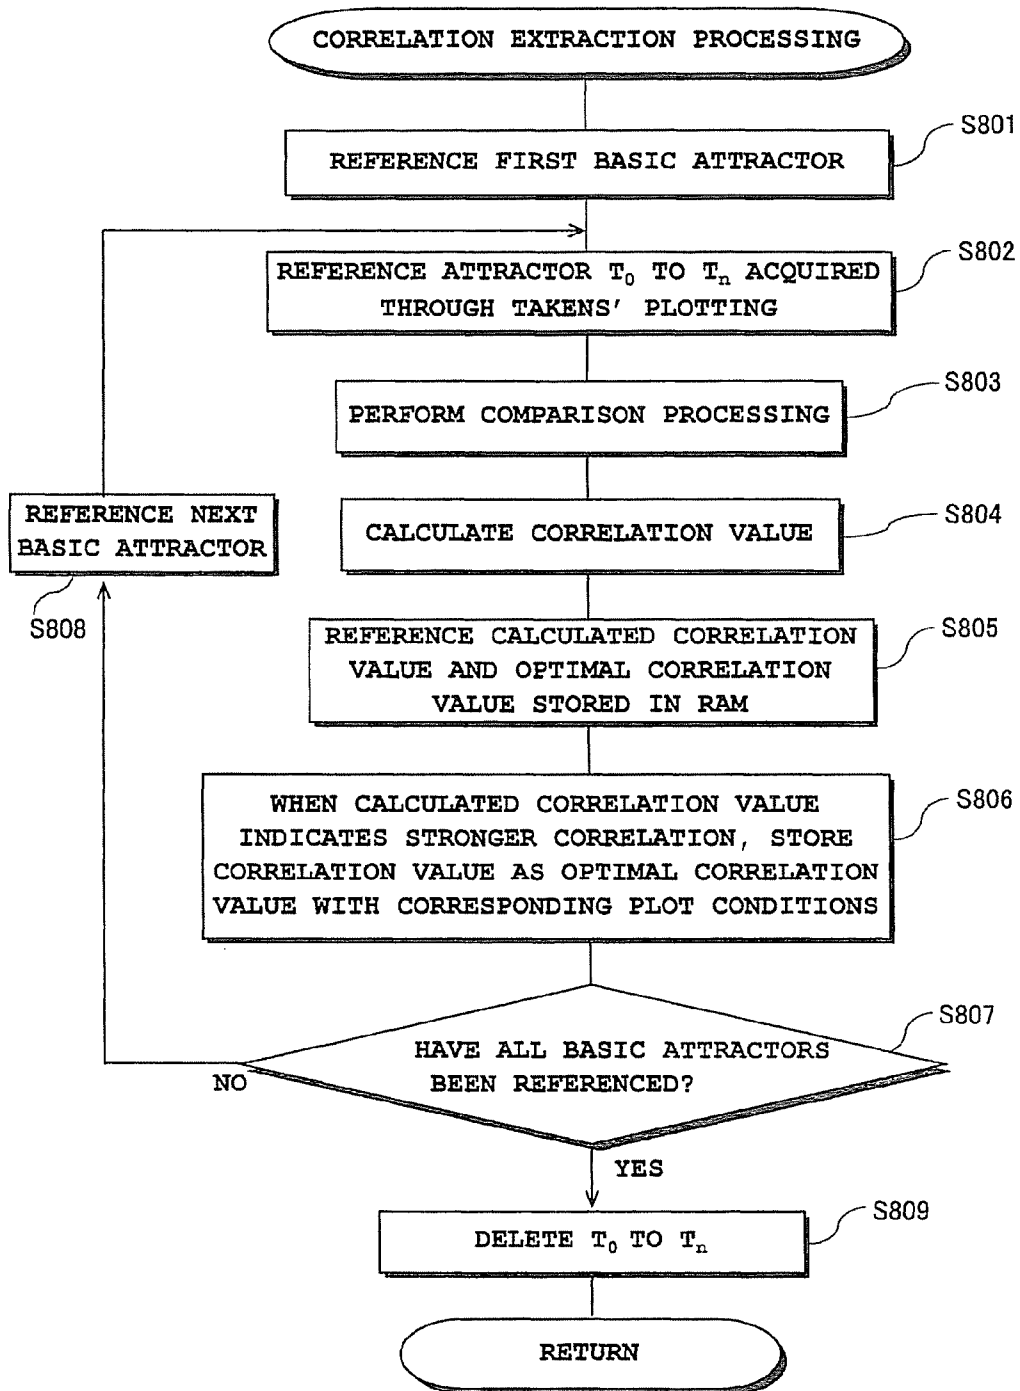 CORRELATION EXTRACTION PROCESSING
S801
REFERENCE FIRST BASIC ATTRACTOR
S802
REFERENCE ATTRACTOR T₀ TO Tₙ ACQUIRED
THROUGH TAKENS' PLOTTING
S803
PERFORM COMPARISON PROCESSING
S804
CALCULATE CORRELATION VALUE
S805
REFERENCE CALCULATED CORRELATION
VALUE AND OPTIMAL CORRELATION
VALUE STORED IN RAM
S806
WHEN CALCULATED CORRELATION VALUE
INDICATES STRONGER CORRELATION, STORE
CORRELATION VALUE AS OPTIMAL CORRELATION
VALUE WITH CORRESPONDING PLOT CONDITIONS
S807
HAVE ALL BASIC ATTRACTORS
BEEN REFERENCED?
NO
REFERENCE NEXT
BASIC ATTRACTOR
S808
YES
S809
DELETE T₀ TO Tₙ
RETURN